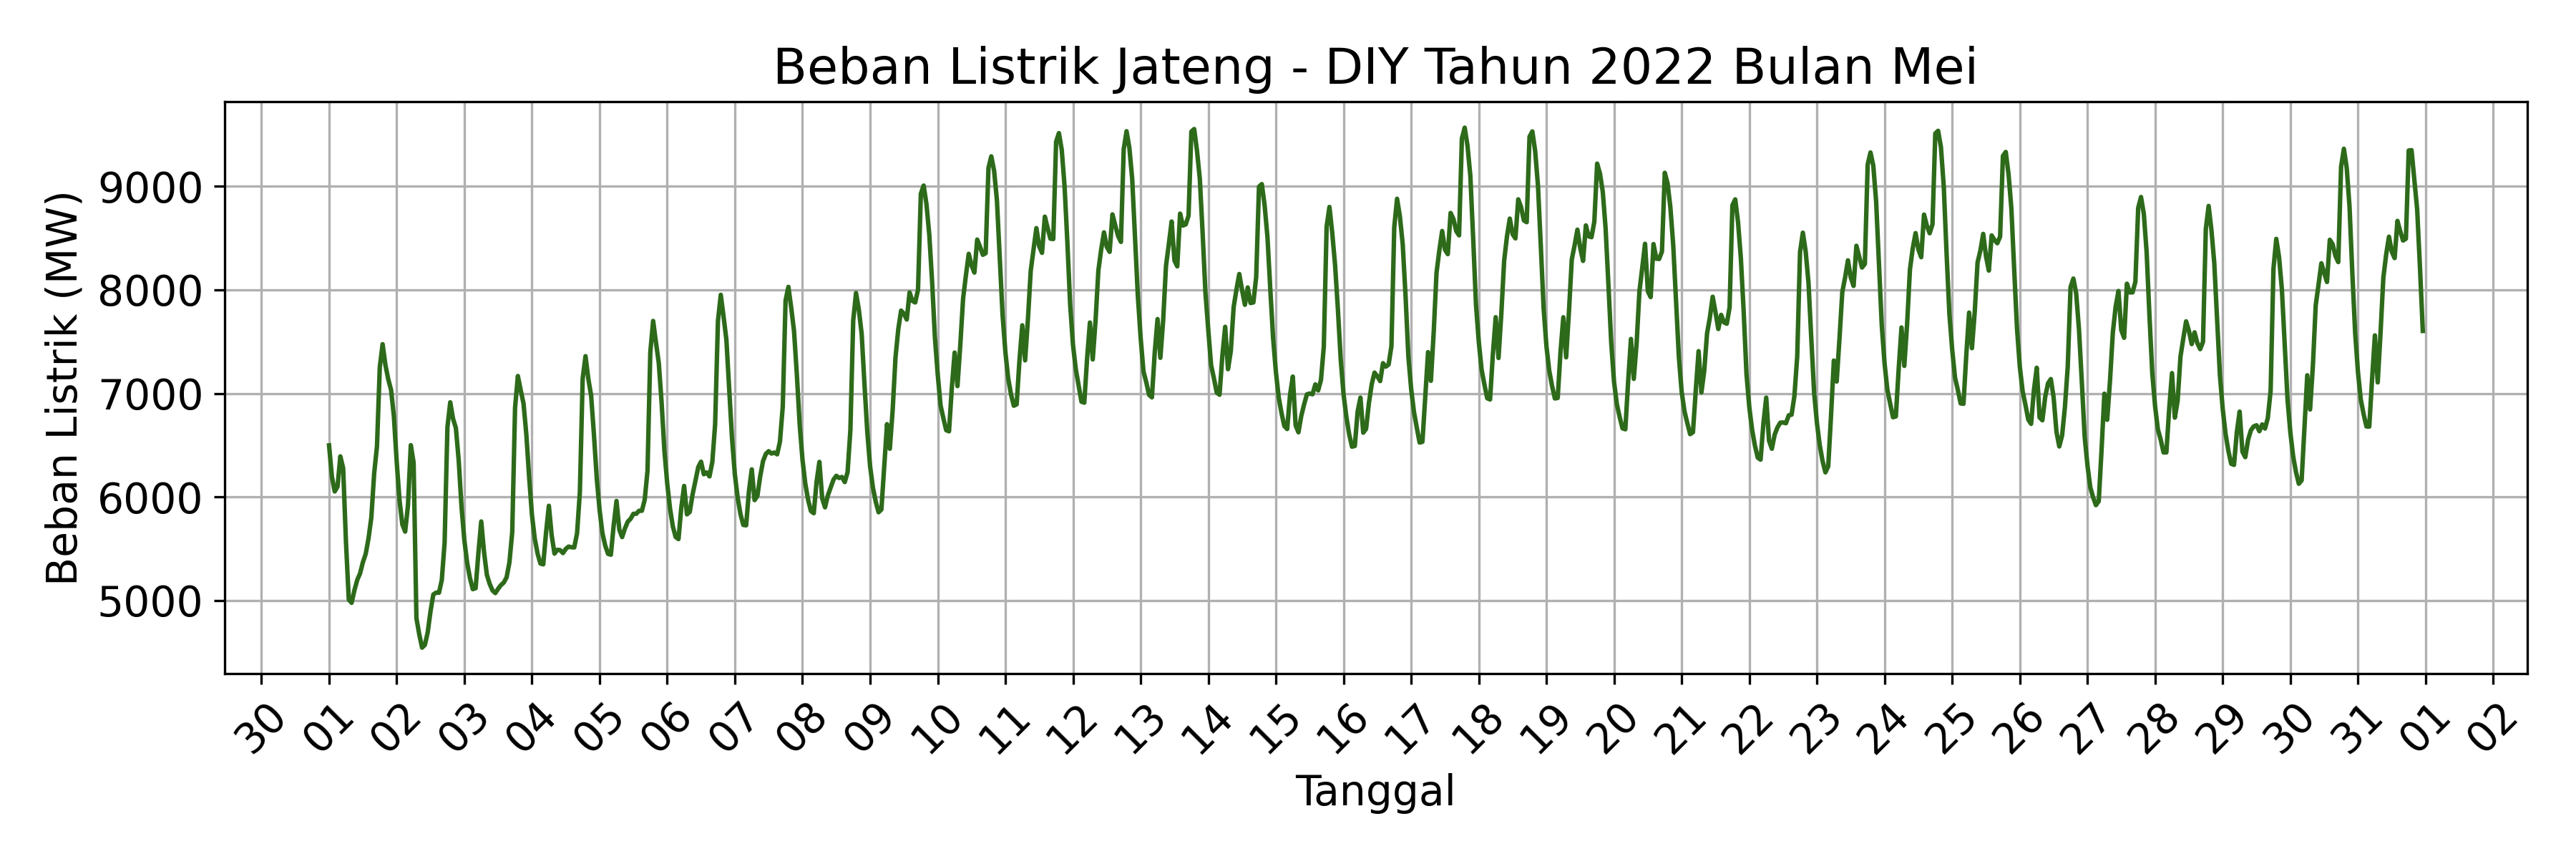 Beban Listrik Jateng - DIY Tahun 2022 Bulan Mei
Beban Listrik (MW)
9000
8000
7000
6000
5000
30 01 02 03 04 05 06 07 08 09 10 11 12 13 14 15 16 17 18 19 20 21 22 23 24 25 26 27 28 29 30 31 01 02
Tanggal